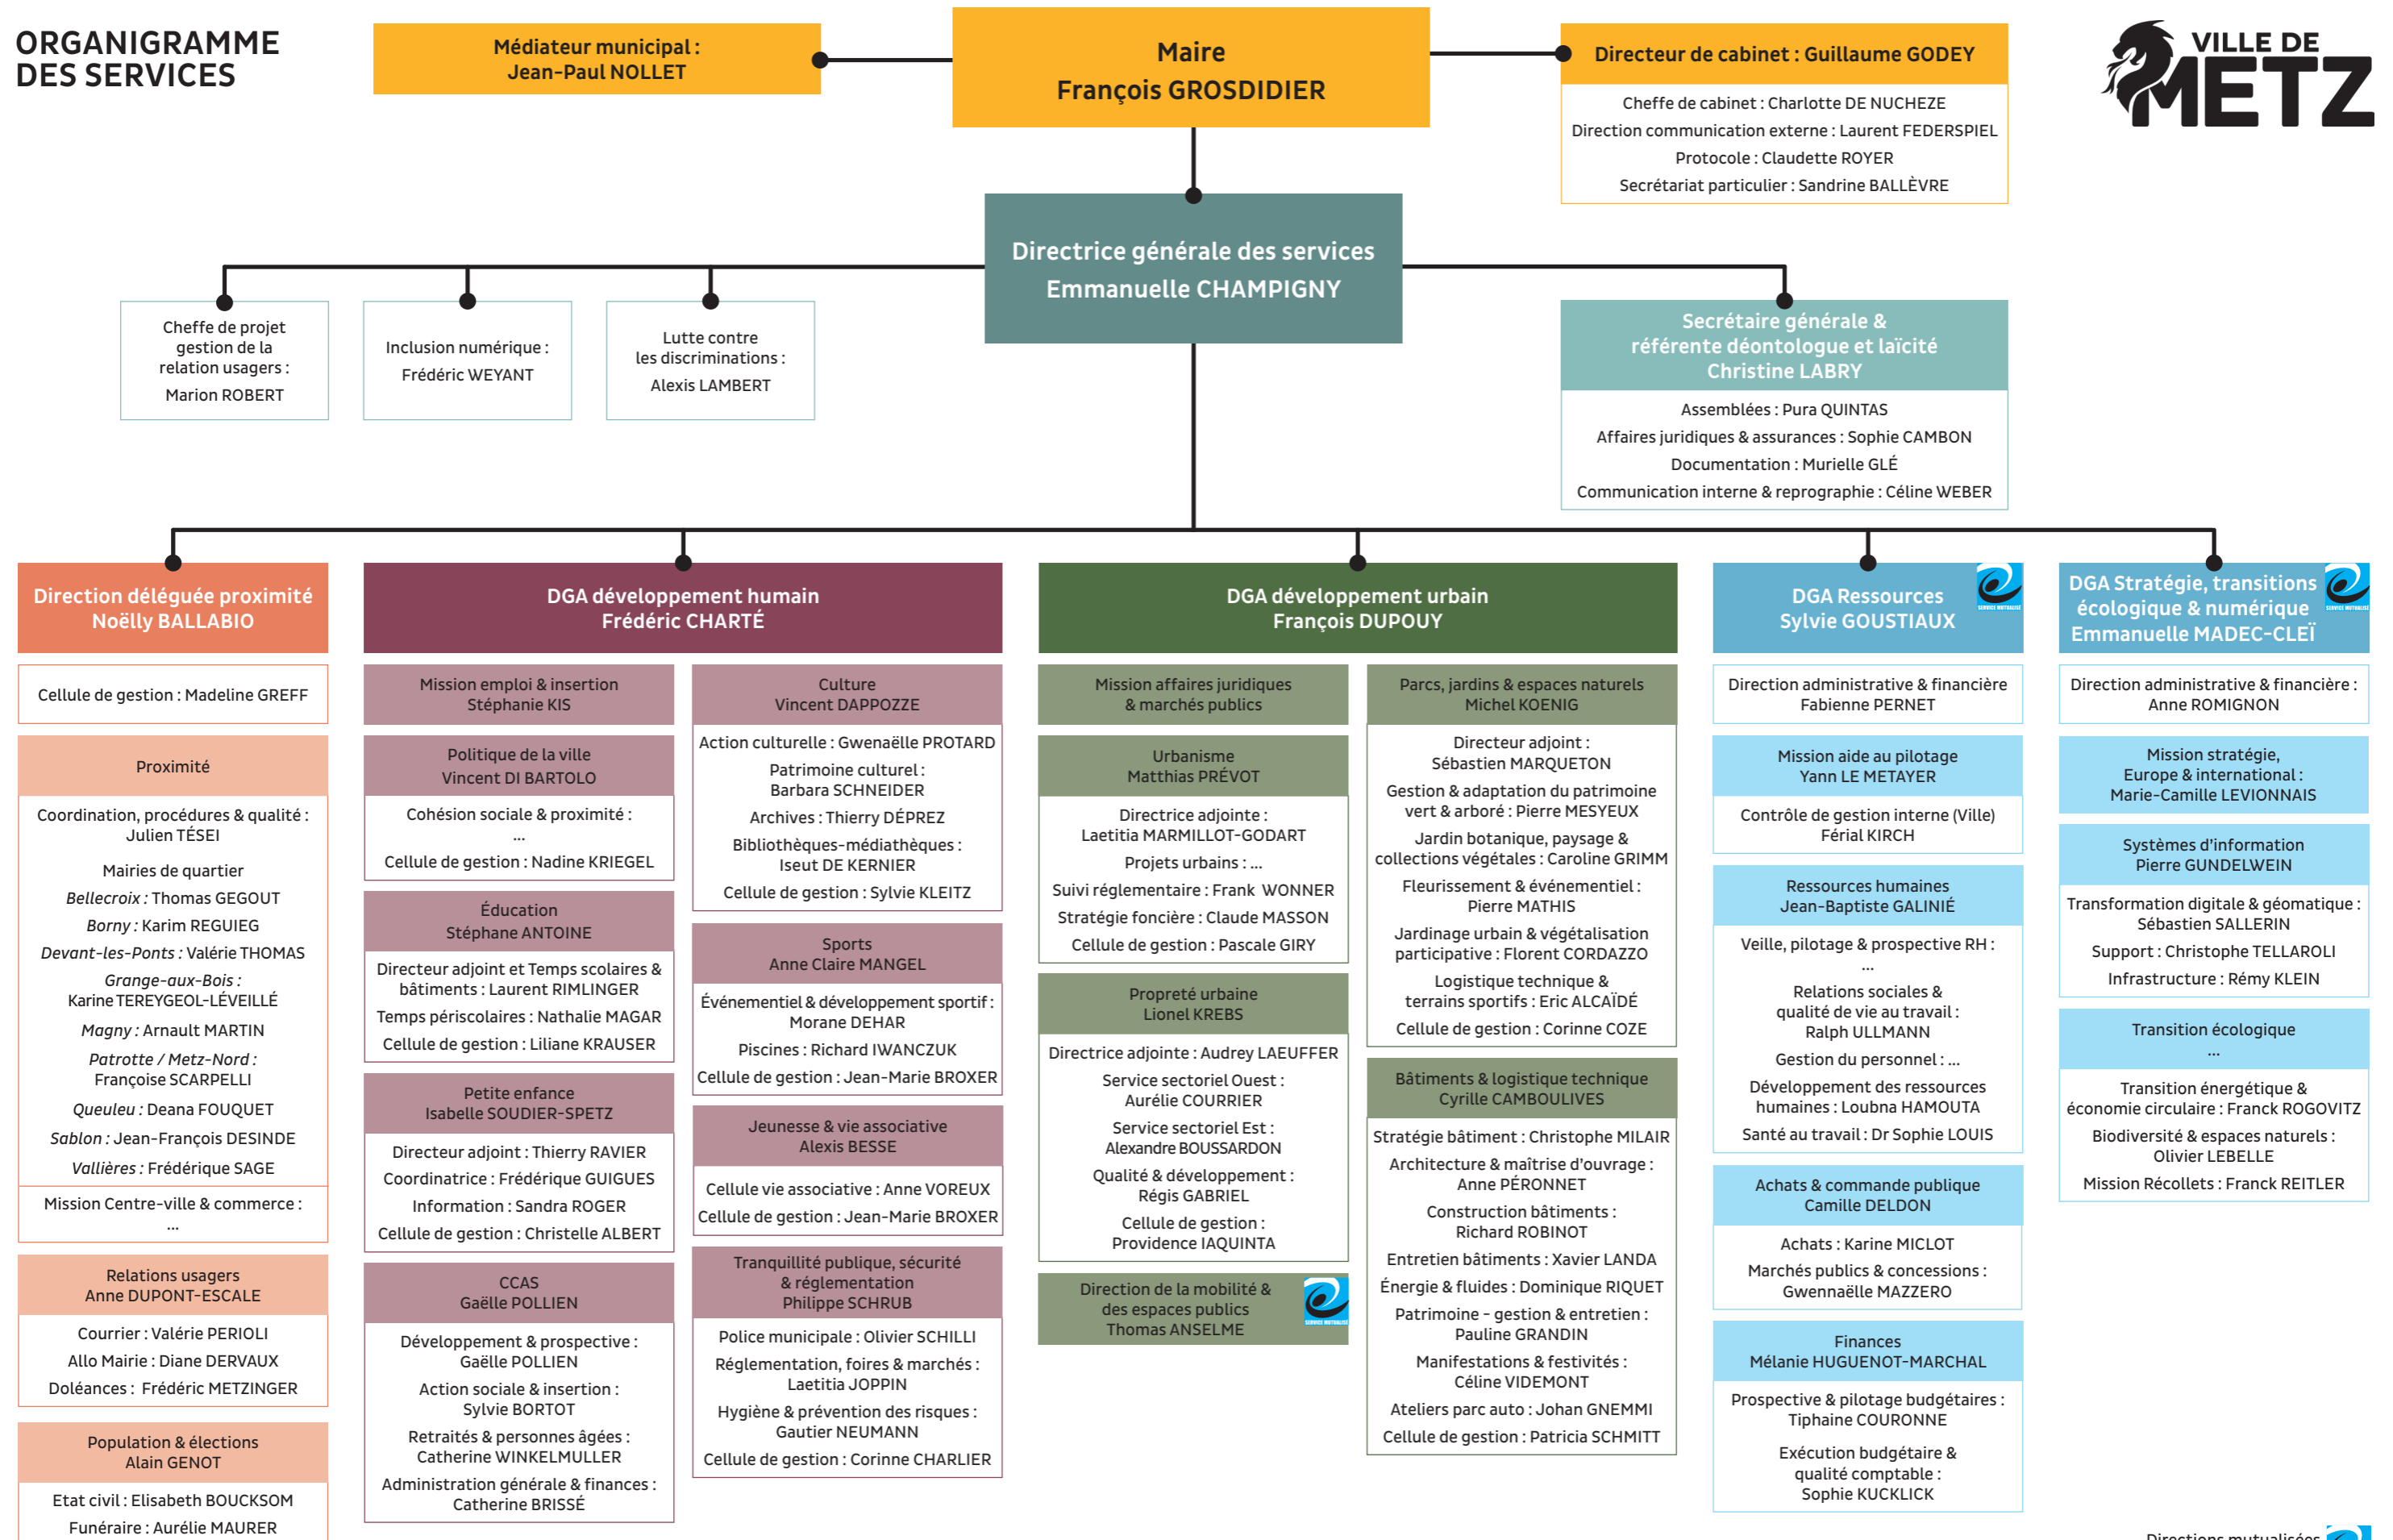 ORGANIGRAMME
DES SERVICES
Médiateur municipal :
Jean-Paul NOLLET
Maire
François GROSDIDIER
Directeur de cabinet : Guillaume GODEY
Cheffe de cabinet : Charlotte DE NUCHEZE
Direction communication externe : Laurent FEDERSPIEL
Protocole : Claudette ROYER
Secrétariat particulier : Sandrine BALLÈVRE
VILLE DE
METZ
Directrice générale des services
Emmanuelle CHAMPIGNY
Cheffe de projet
gestion de la
relation usagers :
Marion ROBERT
Inclusion numérique :
Frédéric WEYANT
Lutte contre
les discriminations :
Alexis LAMBERT
Secrétaire générale &
référente déontologue et laïcité
Christine LABRY
Assemblées : Pura QUINTAS
Affaires juridiques & assurances : Sophie CAMBON
Documentation : Murielle GLÉ
Communication interne & reprographie : Céline WEBER
Direction déléguée proximité
Noëlly BALLABIO
Cellule de gestion : Madeline GREFF
Proximité
Coordination, procédures & qualité :
Julien TÉSEI
Mairies de quartier
Bellecroix : Thomas GEGOUT
Borny : Karim REGUIEG
Devant-les-Ponts : Valérie THOMAS
Grange-aux-Bois :
Karine TEREYGEOL-LÉVEILLÉ
Magny : Arnault MARTIN
Patrotte / Metz-Nord :
Françoise SCARPELLI
Queuleu : Deana FOUQUET
Sablon : Jean-François DESINDE
Vallières : Frédérique SAGE
Mission Centre-ville & commerce :
...
Relations usagers
Anne DUPONT-ESCALE
Courrier : Valérie PERIOLI
Allo Mairie : Diane DERVAUX
Doléances : Frédéric METZINGER
Population & élections
Alain GENOT
Etat civil : Elisabeth BOUCKSOM
Funéraire : Aurélie MAURER
DGA développement humain
Frédéric CHARTÉ
Mission emploi & insertion
Stéphanie KIS
Politique de la ville
Vincent DI BARTOLO
Cohésion sociale & proximité :
...
Cellule de gestion : Nadine KRIEGEL
Éducation
Stéphane ANTOINE
Directeur adjoint et Temps scolaires &
bâtiments : Laurent RIMLINGER
Temps périscolaires : Nathalie MAGAR
Cellule de gestion : Liliane KRAUSER
Petite enfance
Isabelle SOUDIER-SPETZ
Directeur adjoint : Thierry RAVIER
Coordinatrice : Frédérique GUIGUES
Information : Sandra ROGER
Cellule de gestion : Christelle ALBERT
CCAS
Gaëlle POLLIEN
Développement & prospective :
Gaëlle POLLIEN
Action sociale & insertion :
Sylvie BORTOT
Retraités & personnes âgées :
Catherine WINKELMULLER
Administration générale & finances :
Catherine BRISSÉ
Culture
Vincent DAPPOZZE
Action culturelle : Gwenaëlle PROTARD
Patrimoine culturel :
Barbara SCHNEIDER
Archives : Thierry DÉPREZ
Bibliothèques-médiathèques :
Iseut DE KERNIER
Cellule de gestion : Sylvie KLEITZ
Sports
Anne Claire MANGEL
Événementiel & développement sportif :
Morane DEHAR
Piscines : Richard IWANCZUK
Cellule de gestion : Jean-Marie BROXER
Jeunesse & vie associative
Alexis BESSE
Cellule vie associative : Anne VOREUX
Cellule de gestion : Jean-Marie BROXER
Tranquillité publique, sécurité
& réglementation
Philippe SCHRUB
Police municipale : Olivier SCHILLI
Réglementation, foires & marchés :
Laetitia JOPPIN
Hygiène & prévention des risques :
Gautier NEUMANN
Cellule de gestion : Corinne CHARLIER
DGA développement urbain
François DUPOUY
Mission affaires juridiques
& marchés publics
Urbanisme
Matthias PRÉVOT
Directrice adjointe :
Laetitia MARMILLOT-GODART
Projets urbains : ...
Suivi réglementaire : Frank WONNER
Stratégie foncière : Claude MASSON
Cellule de gestion : Pascale GIRY
Propreté urbaine
Lionel KREBS
Directrice adjointe : Audrey LAEUFFER
Service sectoriel Ouest :
Aurélie COURRIER
Service sectoriel Est :
Alexandre BOUSSARDON
Qualité & développement :
Régis GABRIEL
Cellule de gestion :
Providence IAQUINTA
Direction de la mobilité &
des espaces publics
Thomas ANSELME
SERVICE MUTUALISÉ
Parcs, jardins & espaces naturels
Michel KOENIG
Directeur adjoint :
Sébastien MARQUETON
Gestion & adaptation du patrimoine
vert & arboré : Pierre MESYEUX
Jardin botanique, paysage &
collections végétales : Caroline GRIMM
Fleurissement & événementiel :
Pierre MATHIS
Jardinage urbain & végétalisation
participative : Florent CORDAZZO
Logistique technique &
terrains sportifs : Eric ALCAÏDÉ
Cellule de gestion : Corinne COZE
Bâtiments & logistique technique
Cyrille CAMBOULIVES
Stratégie bâtiment : Christophe MILAIR
Architecture & maîtrise d'ouvrage :
Anne PÉRONNET
Construction bâtiments :
Richard ROBINOT
Entretien bâtiments : Xavier LANDA
Énergie & fluides : Dominique RIQUET
Patrimoine - gestion & entretien :
Pauline GRANDIN
Manifestations & festivités :
Céline VIDEMONT
Ateliers parc auto : Johan GNEMMI
Cellule de gestion : Patricia SCHMITT
DGA Ressources
Sylvie GOUSTIAUX
SERVICE MUTUALISÉ
Direction administrative & financière
Fabienne PERNET
Mission aide au pilotage
Yann LE METAYER
Contrôle de gestion interne (Ville)
Férial KIRCH
Ressources humaines
Jean-Baptiste GALINIÉ
Veille, pilotage & prospective RH :
...
Relations sociales &
qualité de vie au travail :
Ralph ULLMANN
Gestion du personnel : ...
Développement des ressources
humaines : Loubna HAMOUTA
Santé au travail : Dr Sophie LOUIS
Achats & commande publique
Camille DELDON
Achats : Karine MICLOT
Marchés publics & concessions :
Gwennaëlle MAZZERO
Finances
Mélanie HUGUENOT-MARCHAL
Prospective & pilotage budgétaires :
Tiphaine COURONNE
Exécution budgétaire &
qualité comptable :
Sophie KUCKLICK
DGA Stratégie, transitions
écologique & numérique
Emmanuelle MADEC-CLEÏ
SERVICE MUTUALISÉ
Direction administrative & financière :
Anne ROMIGNON
Mission stratégie,
Europe & international :
Marie-Camille LEVIONNAIS
Systèmes d'information
Pierre GUNDELWEIN
Transformation digitale & géomatique :
Sébastien SALLERIN
Support : Christophe TELLAROLI
Infrastructure : Rémy KLEIN
Transition écologique
...
Transition énergétique &
économie circulaire : Franck ROGOVITZ
Biodiversité & espaces naturels :
Olivier LEBELLE
Mission Récollets : Franck REITLER
Directions mutualisées